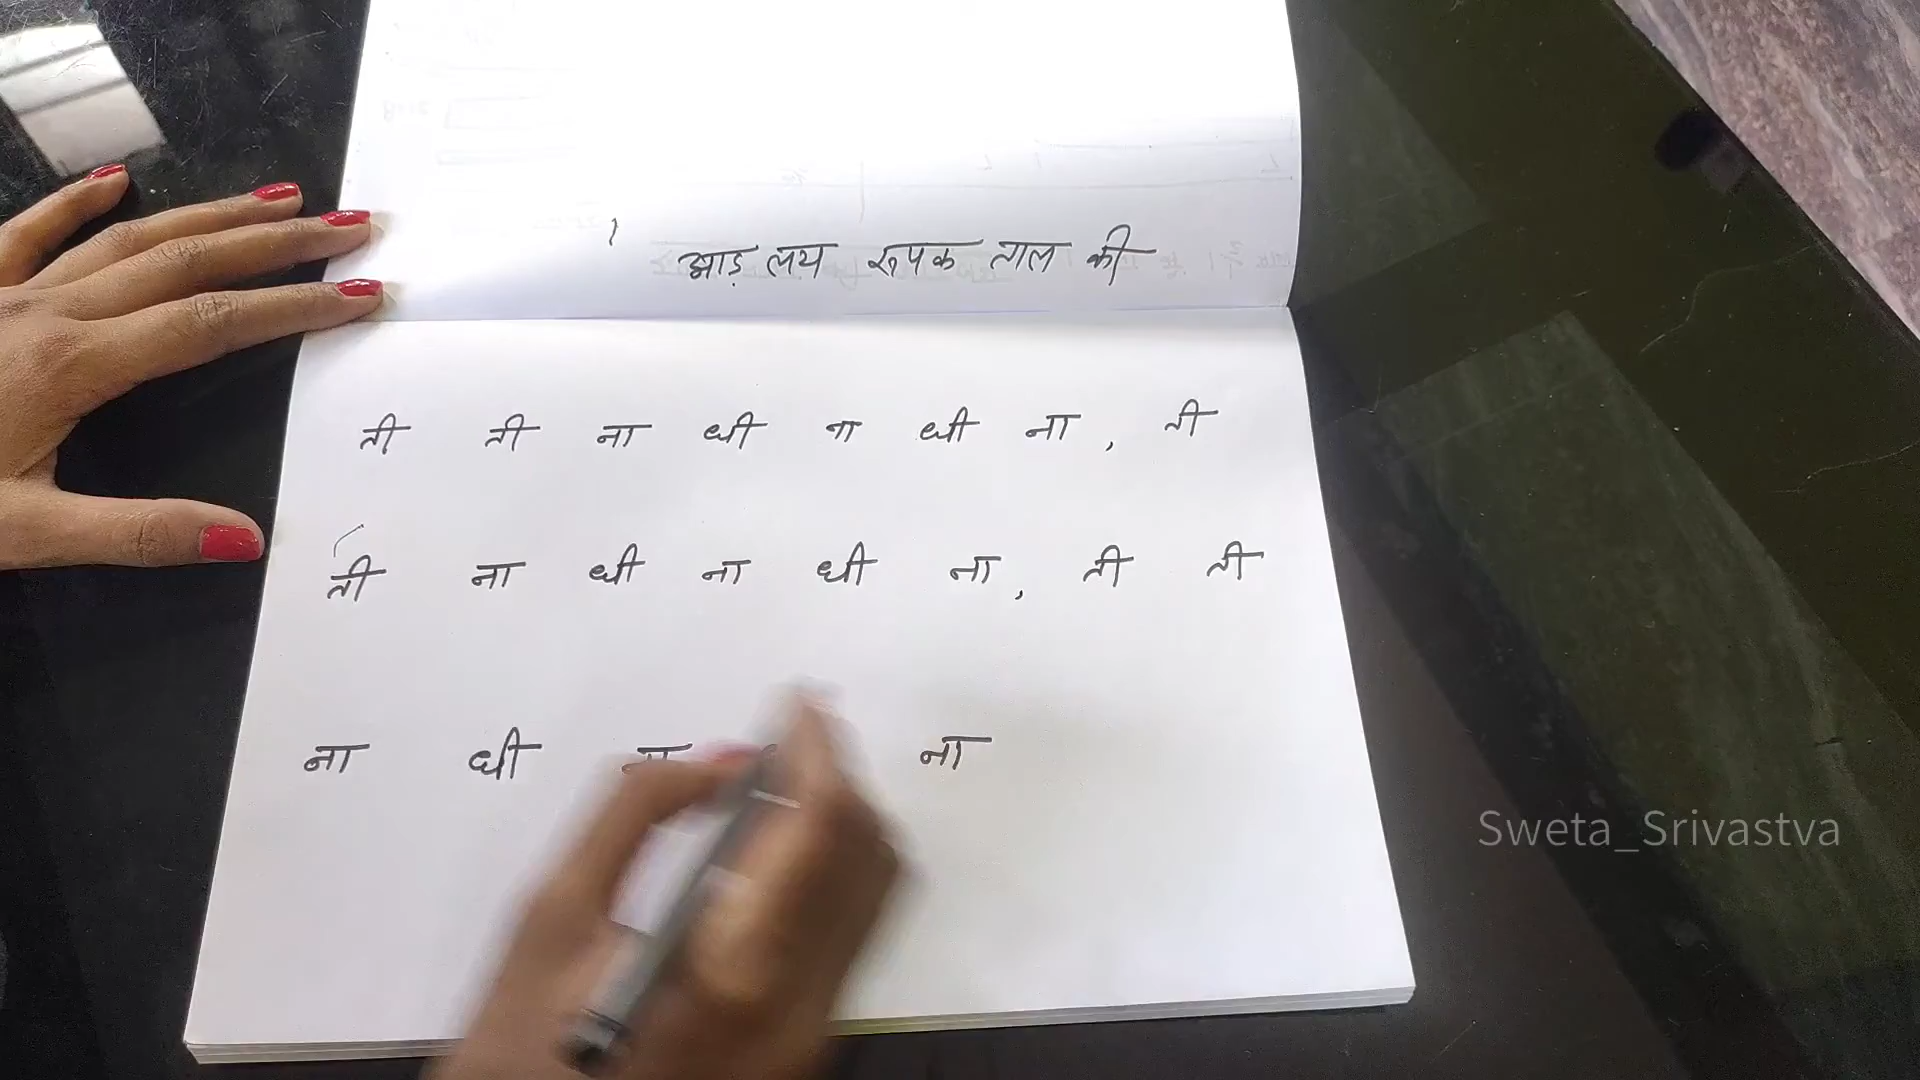 आड़ लय रूपक ताल की
ती ती ना धी ना धी ना, ती
ती ना धी ना धी ना, ती ती
ना धी ना ना
Sweta_Srivastva